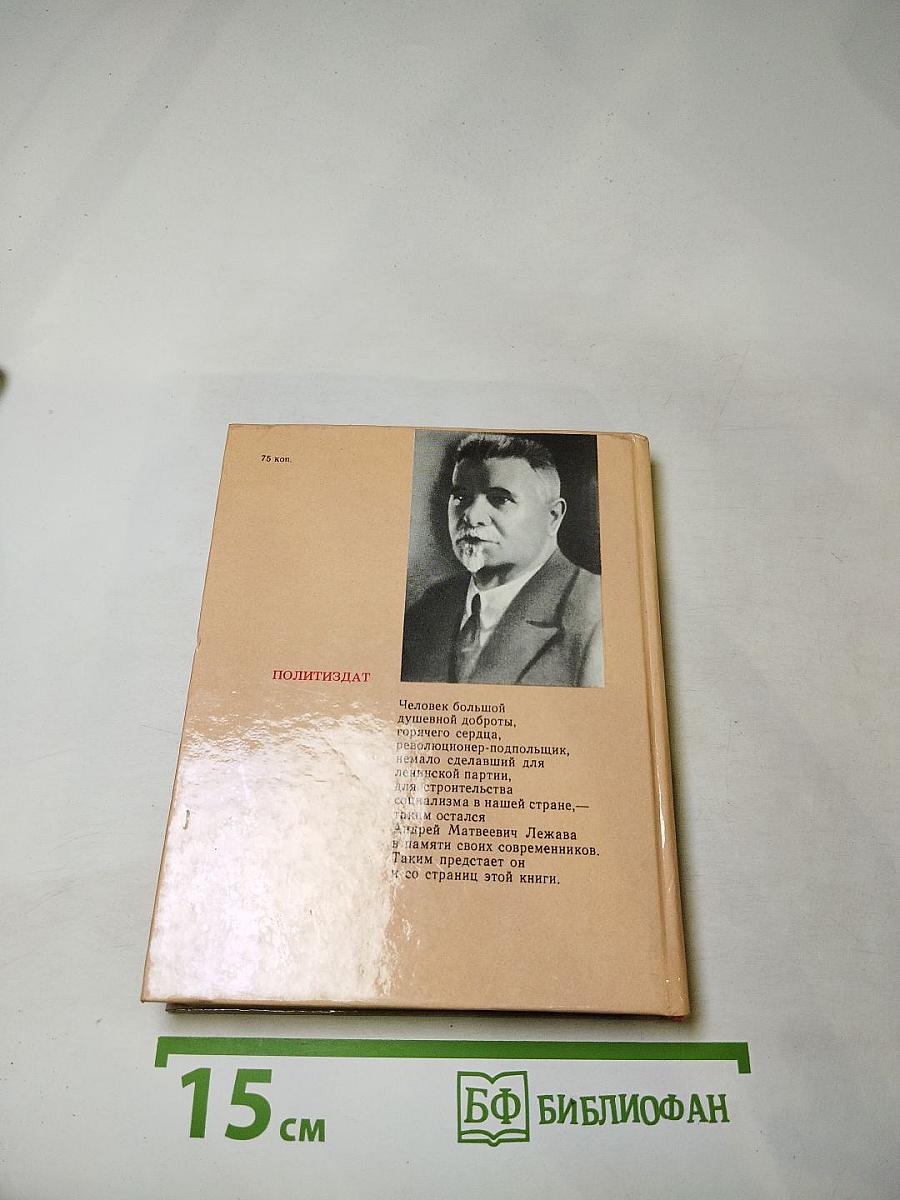 75 коп.
ПОЛИТИЗДАТ
Человек большой
душевной доброты,
горячего сердца,
революционер-подпольщик,
немало сделавший для
ленинской партии,
для строительства
социализма в нашей стране,—
таким остался
Андрей Матвеевич Лежава
в памяти своих современников.
Таким предстает он
и со страниц этой книги.
15 см
БФ БИБЛИОФАН